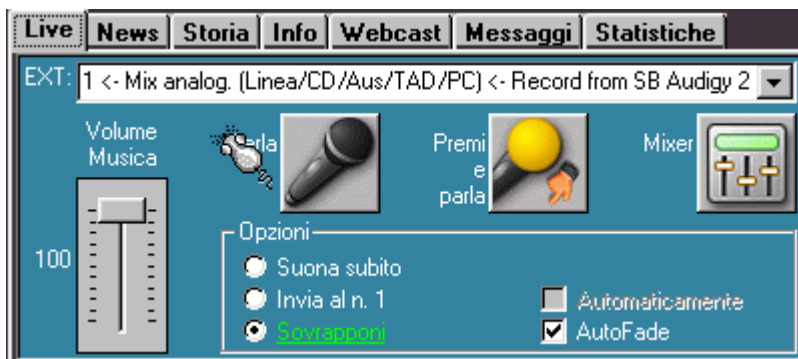 Live News Storia Info Webcast Messaggi Statistiche
EXT: 1 <- Mix analog. (Linea/CD/Aus/TAD/PC) <- Record from SB Audigy 2
Volume
Musica
Premi
e
parla
Mixer
100
Opzioni
Suona subito
Invia al n. 1
Automaticamente
Sovrapponi
AutoFade